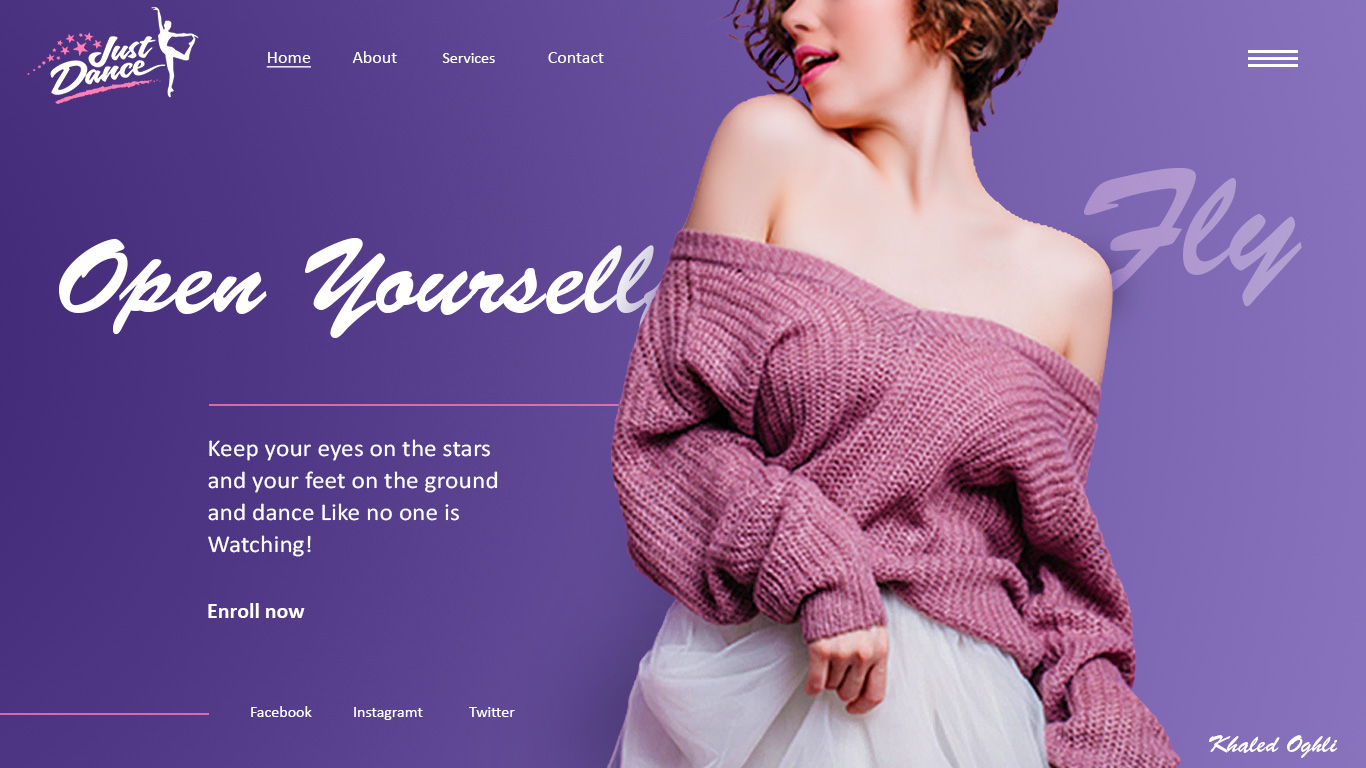 Just
Dance
Home About Services Contact
Fly
Open Yourself
Keep your eyes on the stars
and your feet on the ground
and dance Like no one is
Watching!
Enroll now
Facebook Instagramt Twitter
Khaled Oghli